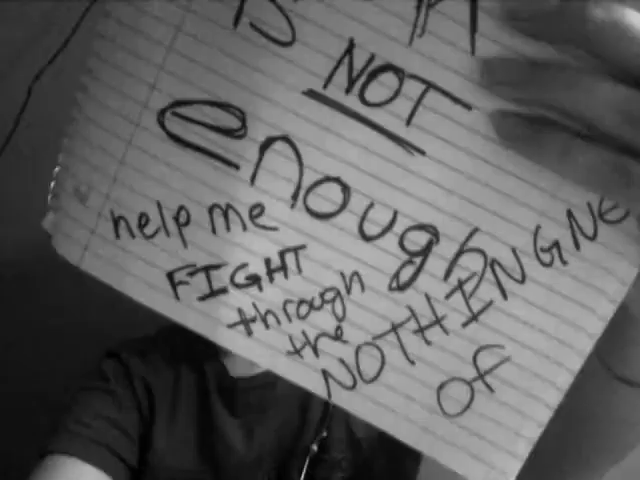 NOT
enough
help me
FIGHT
through
the
NOTHINGNE
of